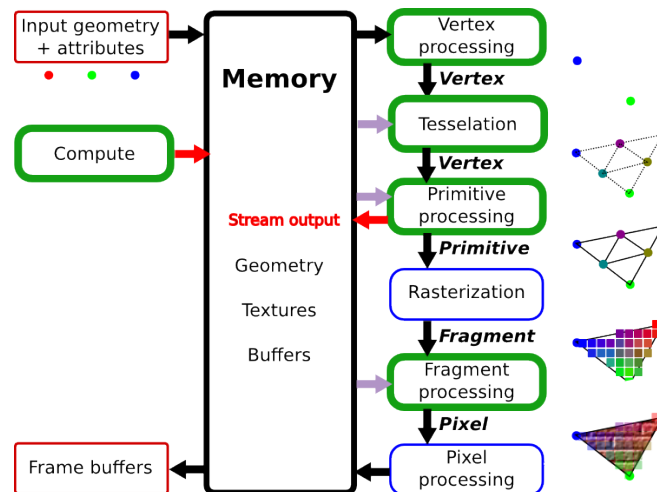 Input geometry
+ attributes
Compute
Memory
Stream output
Geometry
Textures
Buffers
Frame buffers
Vertex
processing
Vertex
Tesselation
Vertex
Primitive
processing
Primitive
Rasterization
Fragment
Fragment
processing
Pixel
Pixel
processing